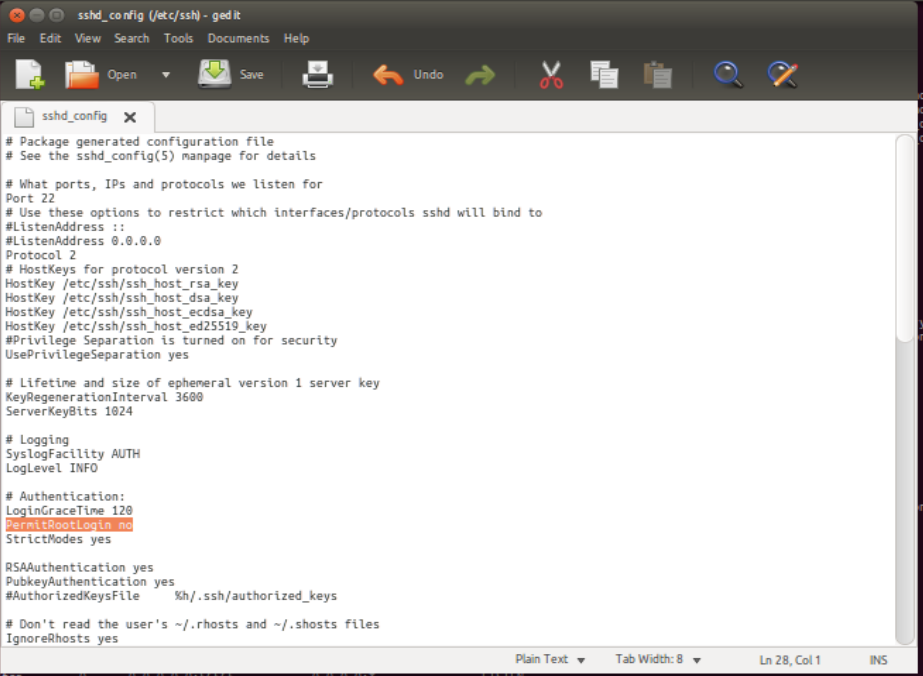 sshd_config (/etc/ssh) - gedit
File Edit View Search Tools Documents Help
Open Save Undo
sshd_config
# Package generated configuration file
# See the sshd_config(5) manpage for details
# What ports, IPs and protocols we listen for
Port 22
# Use these options to restrict which interfaces/protocols sshd will bind to
#ListenAddress ::
#ListenAddress 0.0.0.0
Protocol 2
# HostKeys for protocol version 2
HostKey /etc/ssh/ssh_host_rsa_key
HostKey /etc/ssh/ssh_host_dsa_key
HostKey /etc/ssh/ssh_host_ecdsa_key
HostKey /etc/ssh/ssh_host_ed25519_key
#Privilege Separation is turned on for security
UsePrivilegeSeparation yes
# Lifetime and size of ephemeral version 1 server key
KeyRegenerationInterval 3600
ServerKeyBits 1024
# Logging
SyslogFacility AUTH
LogLevel INFO
# Authentication:
LoginGraceTime 120
PermitRootLogin no
StrictModes yes
RSAAuthentication yes
PubkeyAuthentication yes
#AuthorizedKeysFile     %h/.ssh/authorized_keys
# Don't read the user's ~/.rhosts and ~/.shosts files
IgnoreRhosts yes
Plain Text Tab Width: 8 Ln 28, Col 1 INS